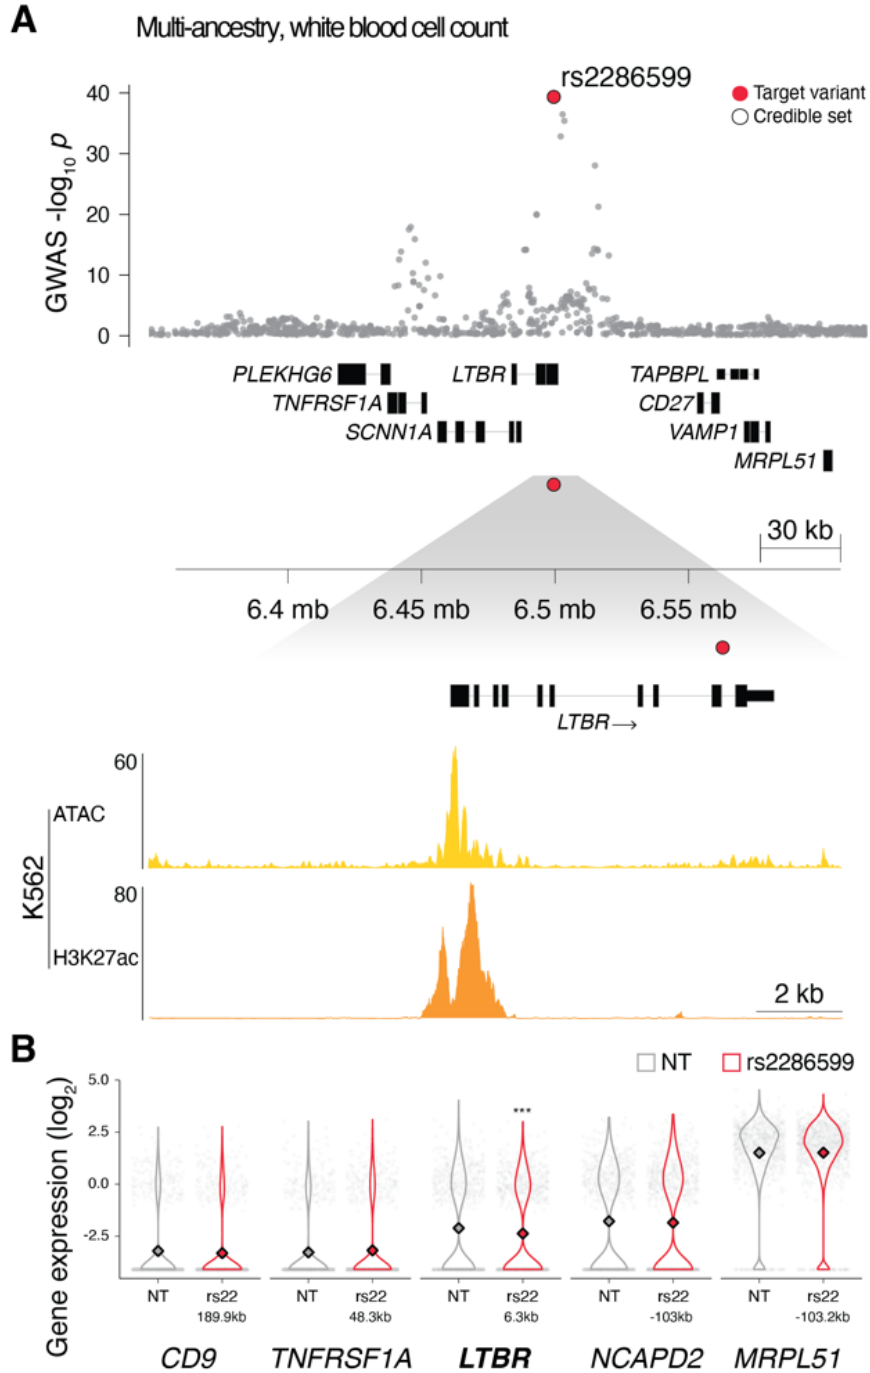 A
Multi-ancestry, white blood cell count
rs2286599
Target variant
Credible set
GWAS -log10 p
40
30
20
10
0
PLEKHG6
LTBR
TAPBPL
TNFRSF1A
CD27
SCNN1A
VAMP1
MRPL51
30 kb
6.4 mb
6.45 mb
6.5 mb
6.55 mb
LTBR→
K562
60
ATAC
80
H3K27ac
2 kb
B
NT
rs2286599
Gene expression (log2)
5.0
2.5
0.0
-2.5
***
NT rs22 NT rs22 NT rs22 NT rs22 NT rs22
189.9kb 48.3kb 6.3kb -103kb -103.2kb
CD9 TNFRSF1A LTBR NCAPD2 MRPL51